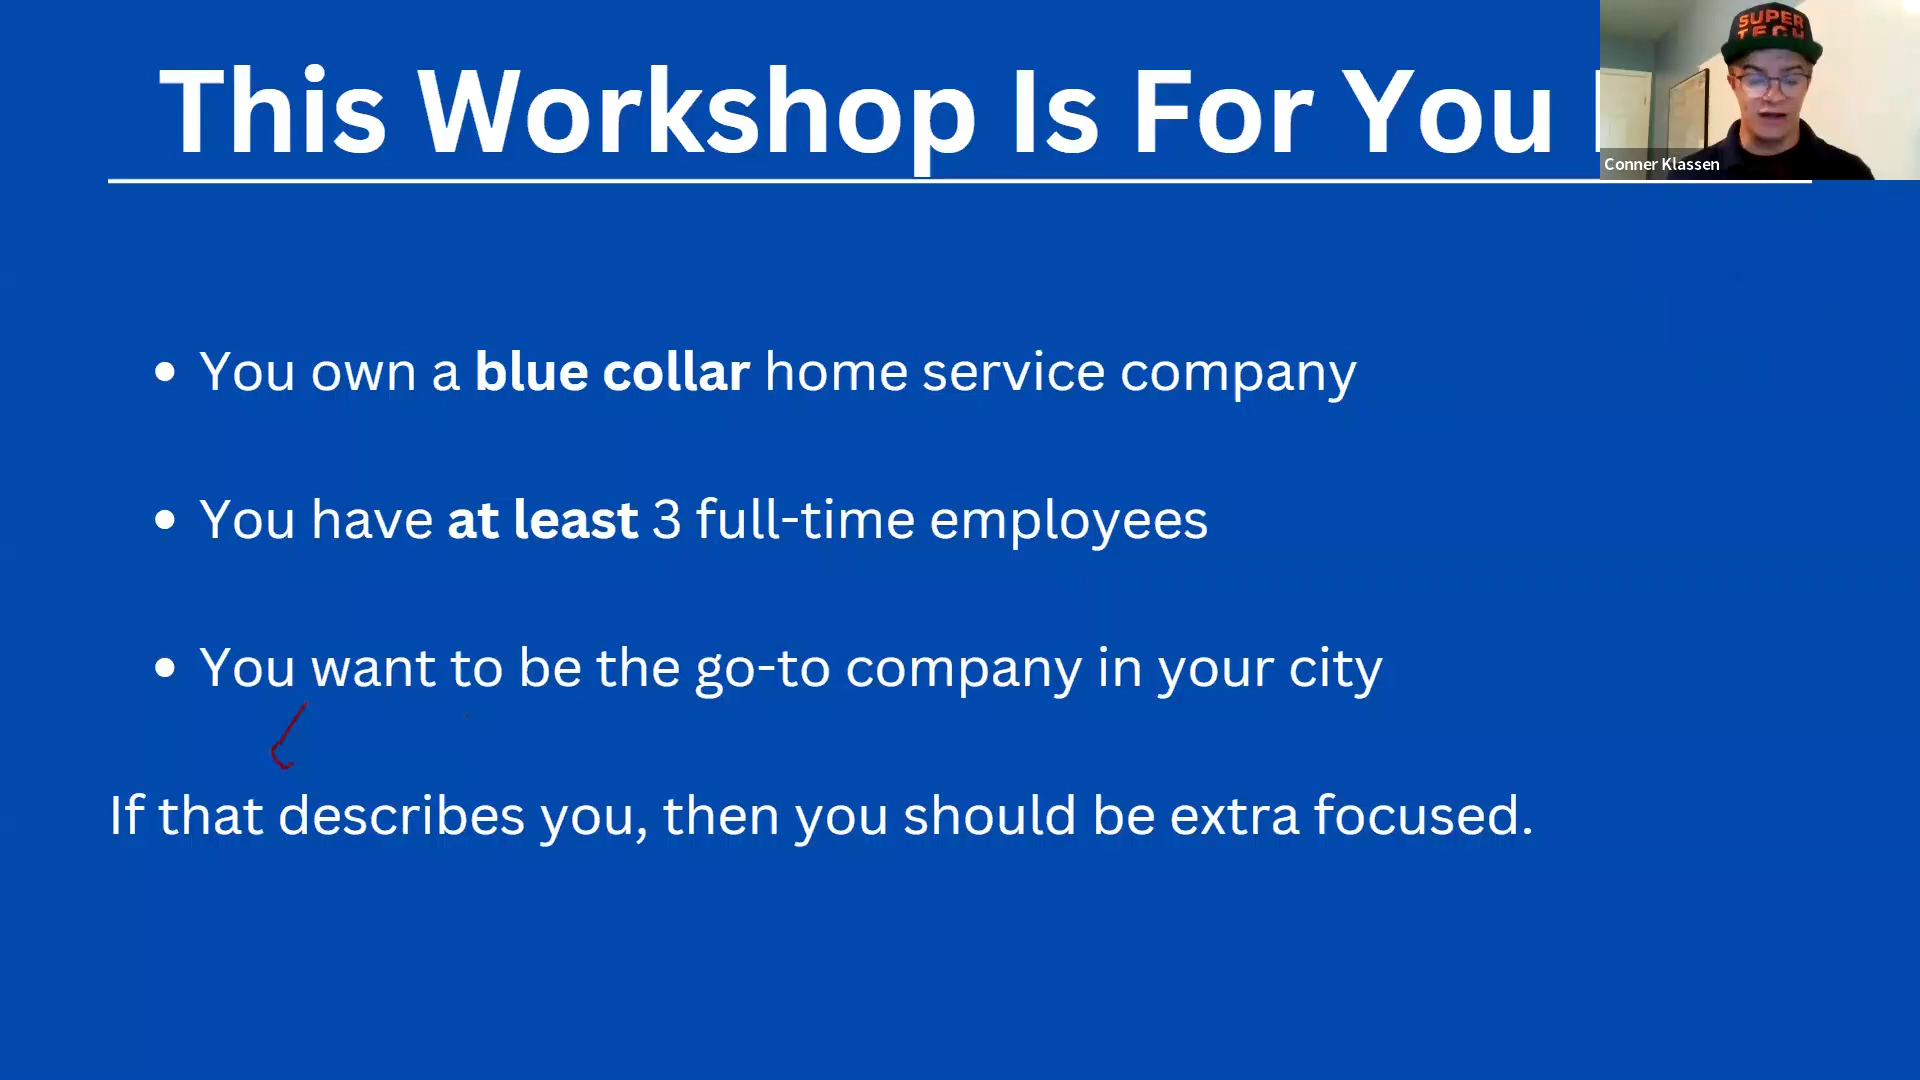 This Workshop Is For You
SUPER
TECH
Conner Klassen
• You own a blue collar home service company
• You have at least 3 full-time employees
• You want to be the go-to company in your city
If that describes you, then you should be extra focused.